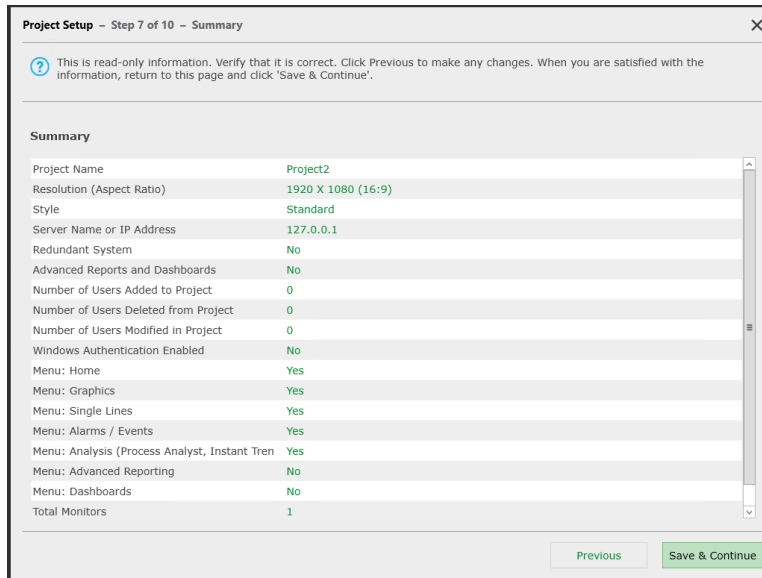 Project Setup – Step 7 of 10 – Summary
This is read-only information. Verify that it is correct. Click Previous to make any changes. When you are satisfied with the
information, return to this page and click 'Save & Continue'.
Summary
Project Name Project2
Resolution (Aspect Ratio) 1920 X 1080 (16:9)
Style Standard
Server Name or IP Address 127.0.0.1
Redundant System No
Advanced Reports and Dashboards No
Number of Users Added to Project 0
Number of Users Deleted from Project 0
Number of Users Modified in Project 0
Windows Authentication Enabled No
Menu: Home Yes
Menu: Graphics Yes
Menu: Single Lines Yes
Menu: Alarms / Events Yes
Menu: Analysis (Process Analyst, Instant Tren Yes
Menu: Advanced Reporting No
Menu: Dashboards No
Total Monitors 1
Previous Save & Continue